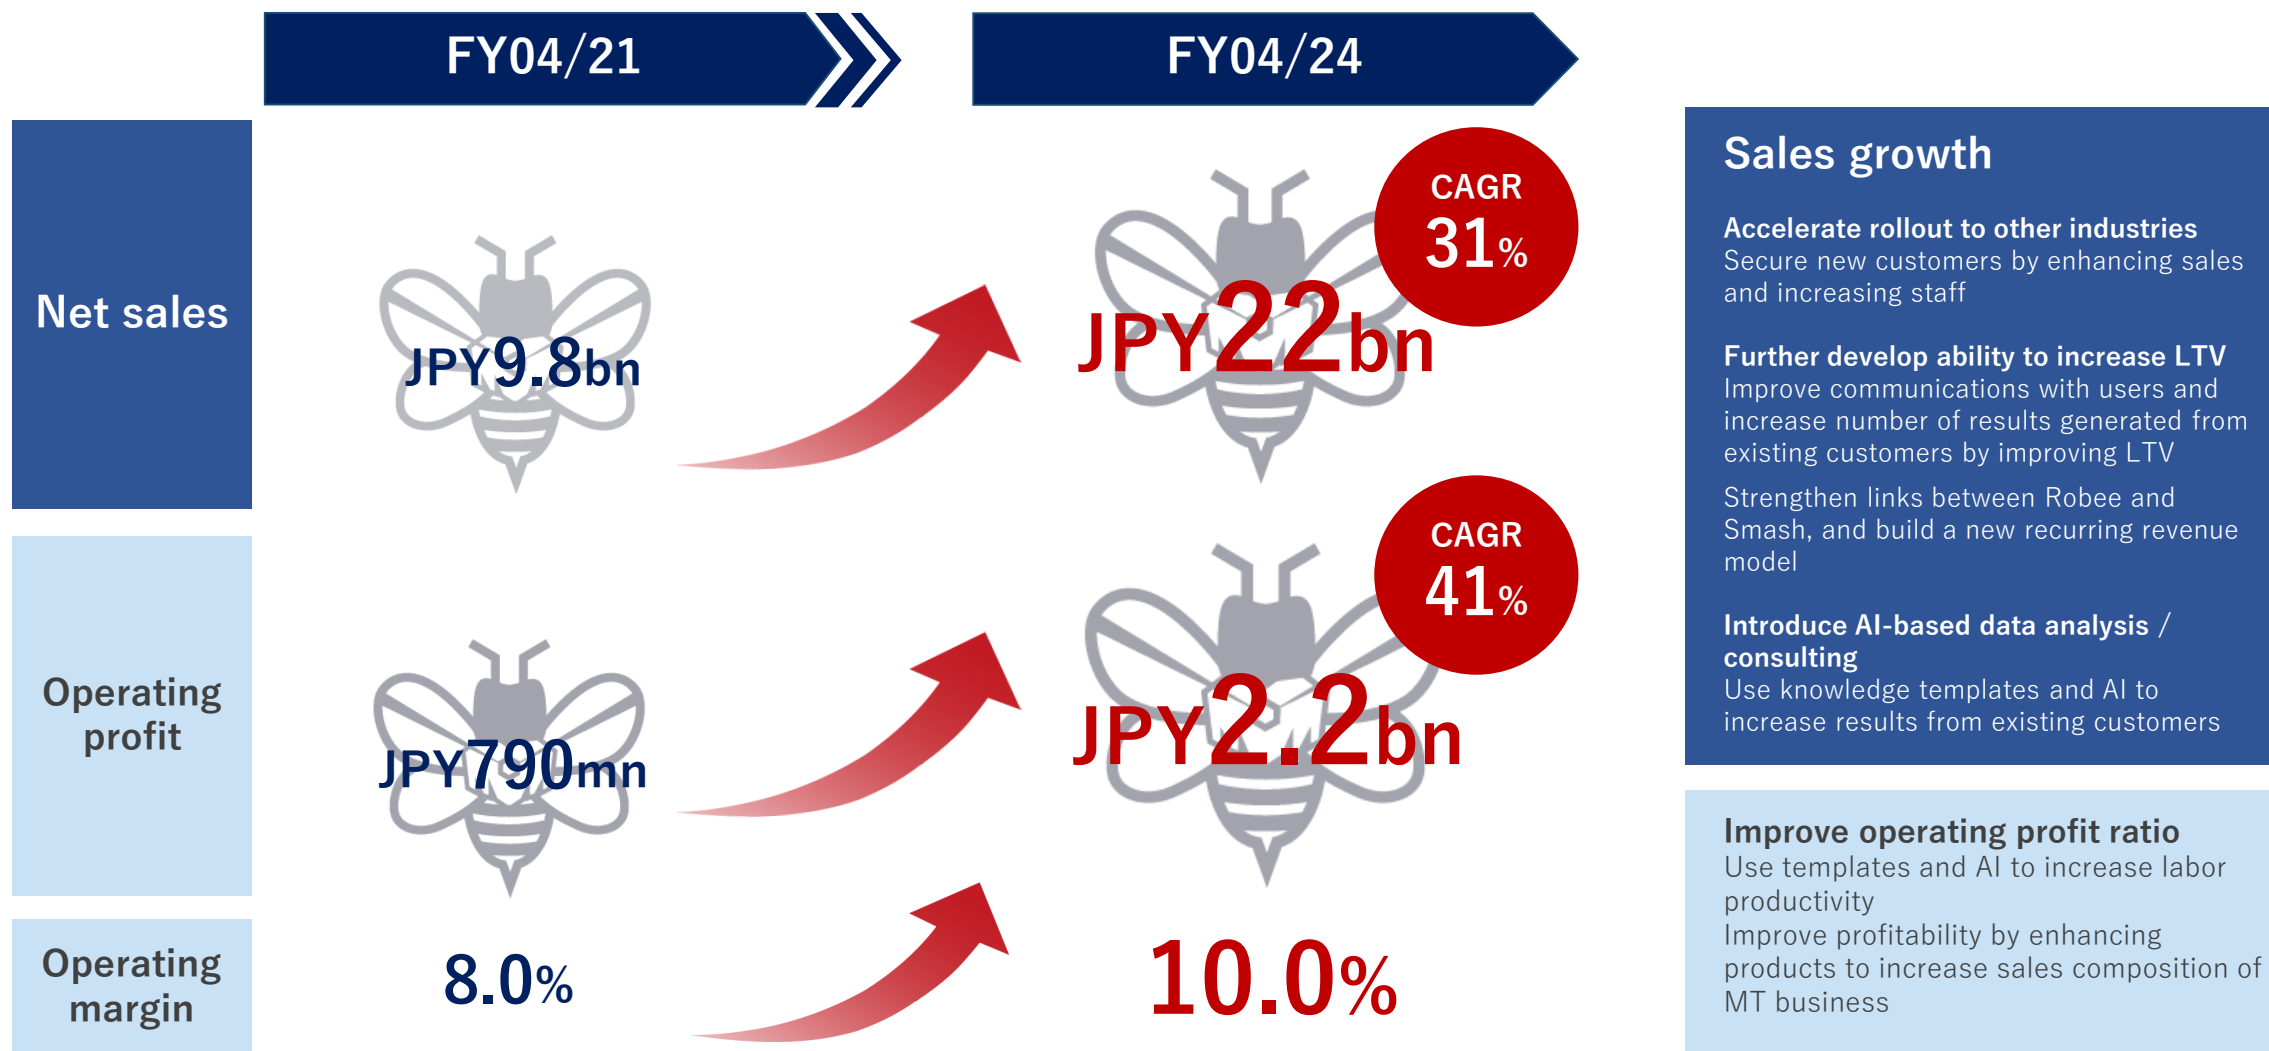 FY04/21
FY04/24
Net sales
JPY9.8bn
JPY22bn
CAGR
31%
Operating
profit
JPY790mn
JPY2.2bn
CAGR
41%
Operating
margin
8.0%
10.0%
Sales growth
Accelerate rollout to other industries
Secure new customers by enhancing sales
and increasing staff
Further develop ability to increase LTV
Improve communications with users and
increase number of results generated from
existing customers by improving LTV
Strengthen links between Robee and
Smash, and build a new recurring revenue
model
Introduce AI-based data analysis /
consulting
Use knowledge templates and AI to
increase results from existing customers
Improve operating profit ratio
Use templates and AI to increase labor
productivity
Improve profitability by enhancing
products to increase sales composition of
MT business